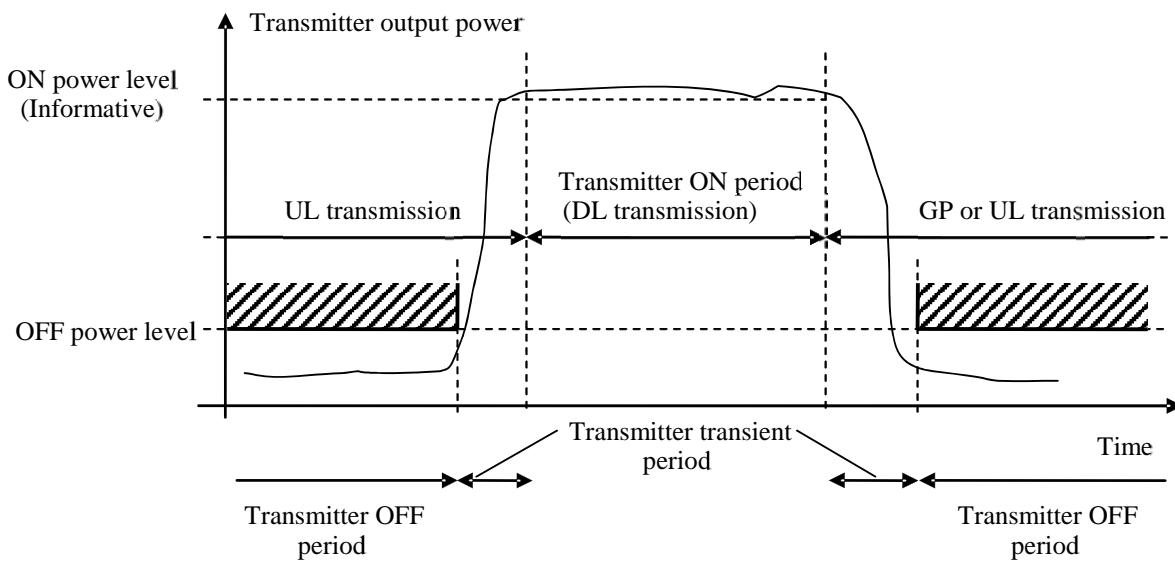 Transmitter output power
ON power level
(Informative)
Transmitter ON period
(DL transmission)
UL transmission
GP or UL transmission
OFF power level
Transmitter transient
period
Time
Transmitter OFF
period
Transmitter OFF
period